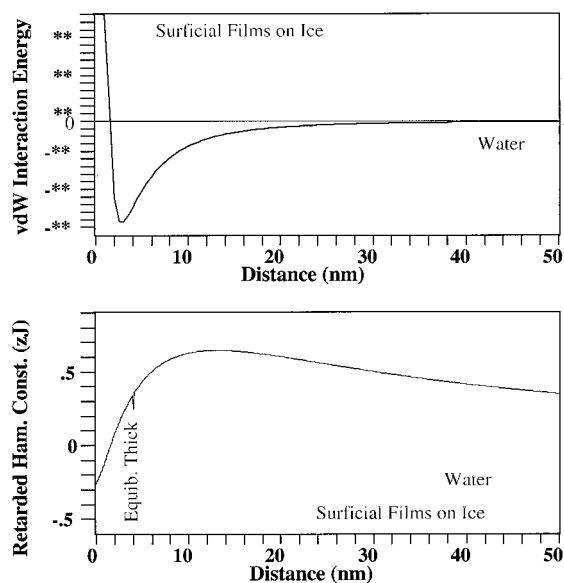 vdW Interaction Energy
Surficial Films on Ice
**
**
**
0
-**
-**
-**
Water
0 10 20 30 40 50
Distance (nm)
Retarded Ham. Const. (zJ)
.5
0
-.5
Equib. Thick
Water
Surficial Films on Ice
0 10 20 30 40 50
Distance (nm)